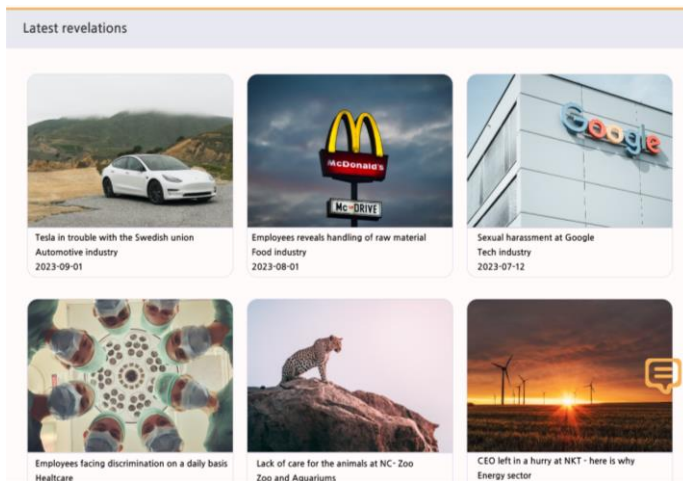 Latest revelations
McDonald's
Mc DRIVE
Google
Tesla in trouble with the Swedish union
Automotive industry
2023-09-01
Employees reveals handling of raw material
Food industry
2023-08-01
Sexual harassment at Google
Tech industry
2023-07-12
Employees facing discrimination on a daily basis
Healtcare
Lack of care for the animals at NC- Zoo
Zoo and Aquariums
CEO left in a hurry at NKT - here is why
Energy sector